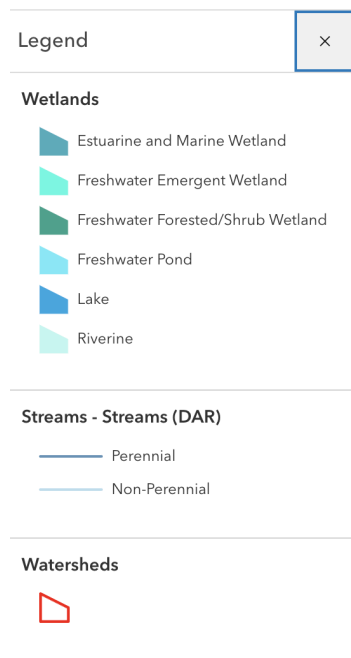 Legend
Wetlands
Estuarine and Marine Wetland
Freshwater Emergent Wetland
Freshwater Forested/Shrub Wetland
Freshwater Pond
Lake
Riverine
Streams - Streams (DAR)
Perennial
Non-Perennial
Watersheds